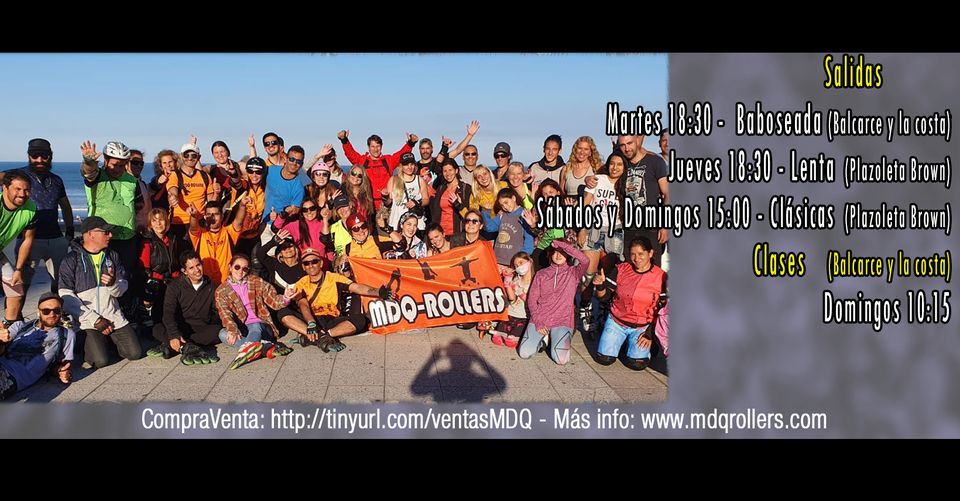 Salidas
Martes 18:30 - Baboseada (Balcarce y la costa)
Jueves 18:30 - Lenta (Plazoleta Brown)
Sábados y Domingos 15:00 - Clásicas (Plazoleta Brown)
Clases (Balcarce y la costa)
Domingos 10:15
MDQ-ROLLERS
CompraVenta: http://tinyurl.com/ventasMDQ - Más info: www.mdqrollers.com